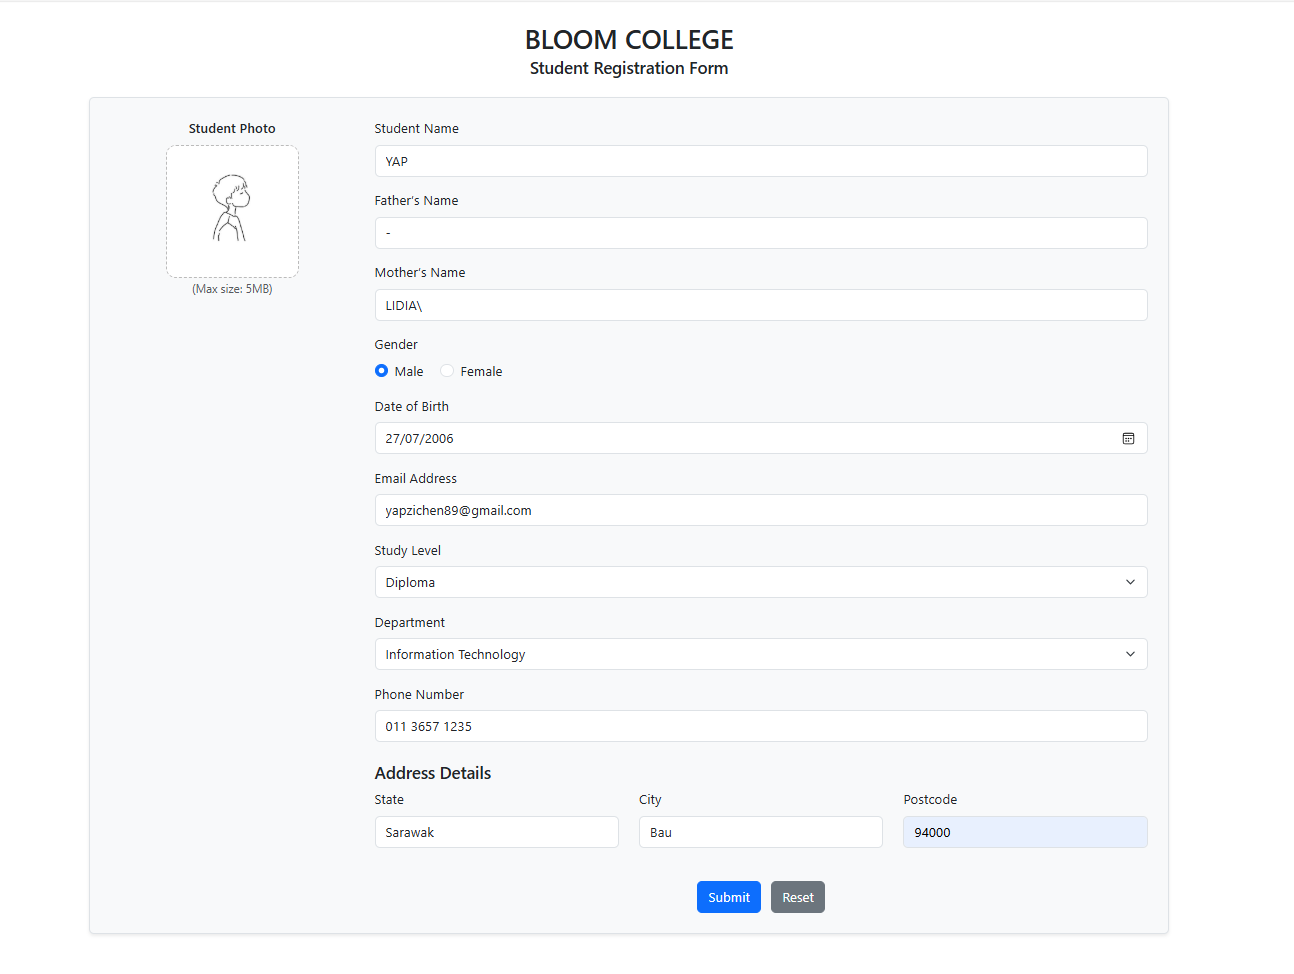 BLOOM COLLEGE
Student Registration Form
Student Photo
(Max size: 5MB)
Student Name
YAP
Father's Name
-
Mother's Name
LIDIA\
Gender
Male Female
Date of Birth
27/07/2006
Email Address
yapzichen89@gmail.com
Study Level
Diploma
Department
Information Technology
Phone Number
011 3657 1235
Address Details
State City Postcode
Sarawak Bau 94000
Submit Reset